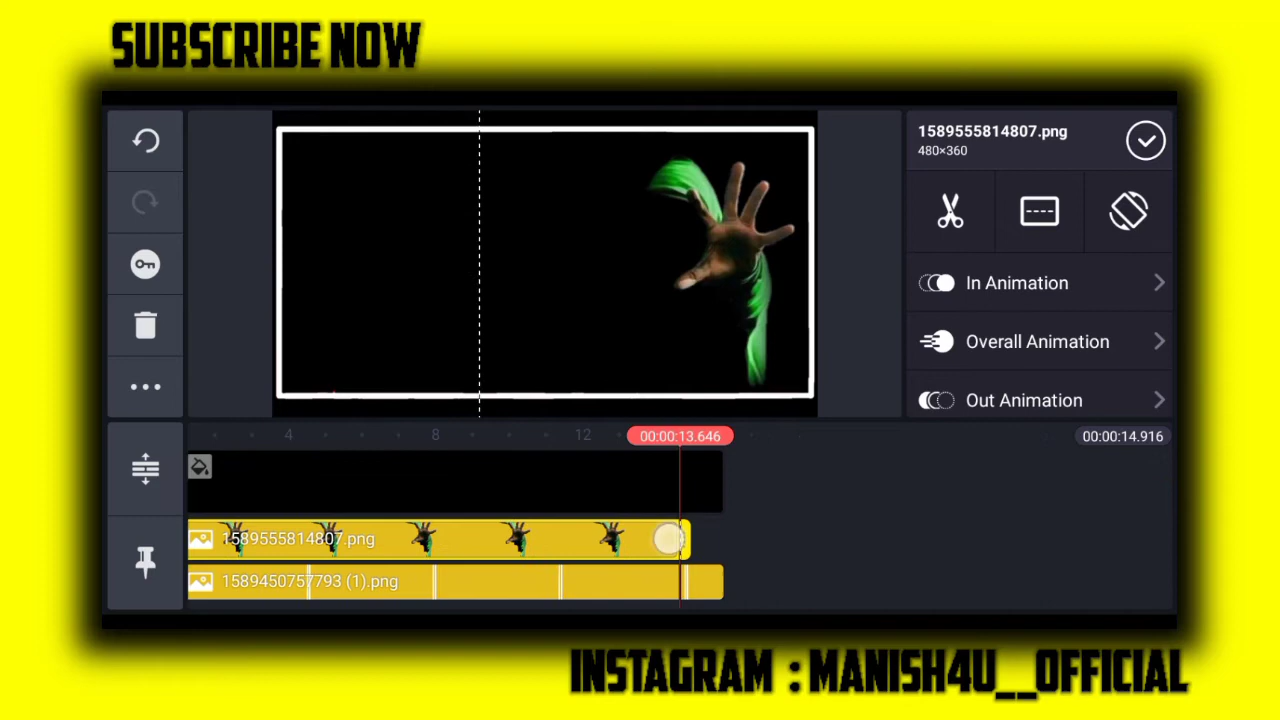 SUBSCRIBE NOW
1589555814807.png
480×360
In Animation
Overall Animation
Out Animation
4
8
12
00:00:13.646
00:00:14.916
1589555814807.png
1589450757793 (1).png
INSTAGRAM : MANISH4U__OFFICIAL